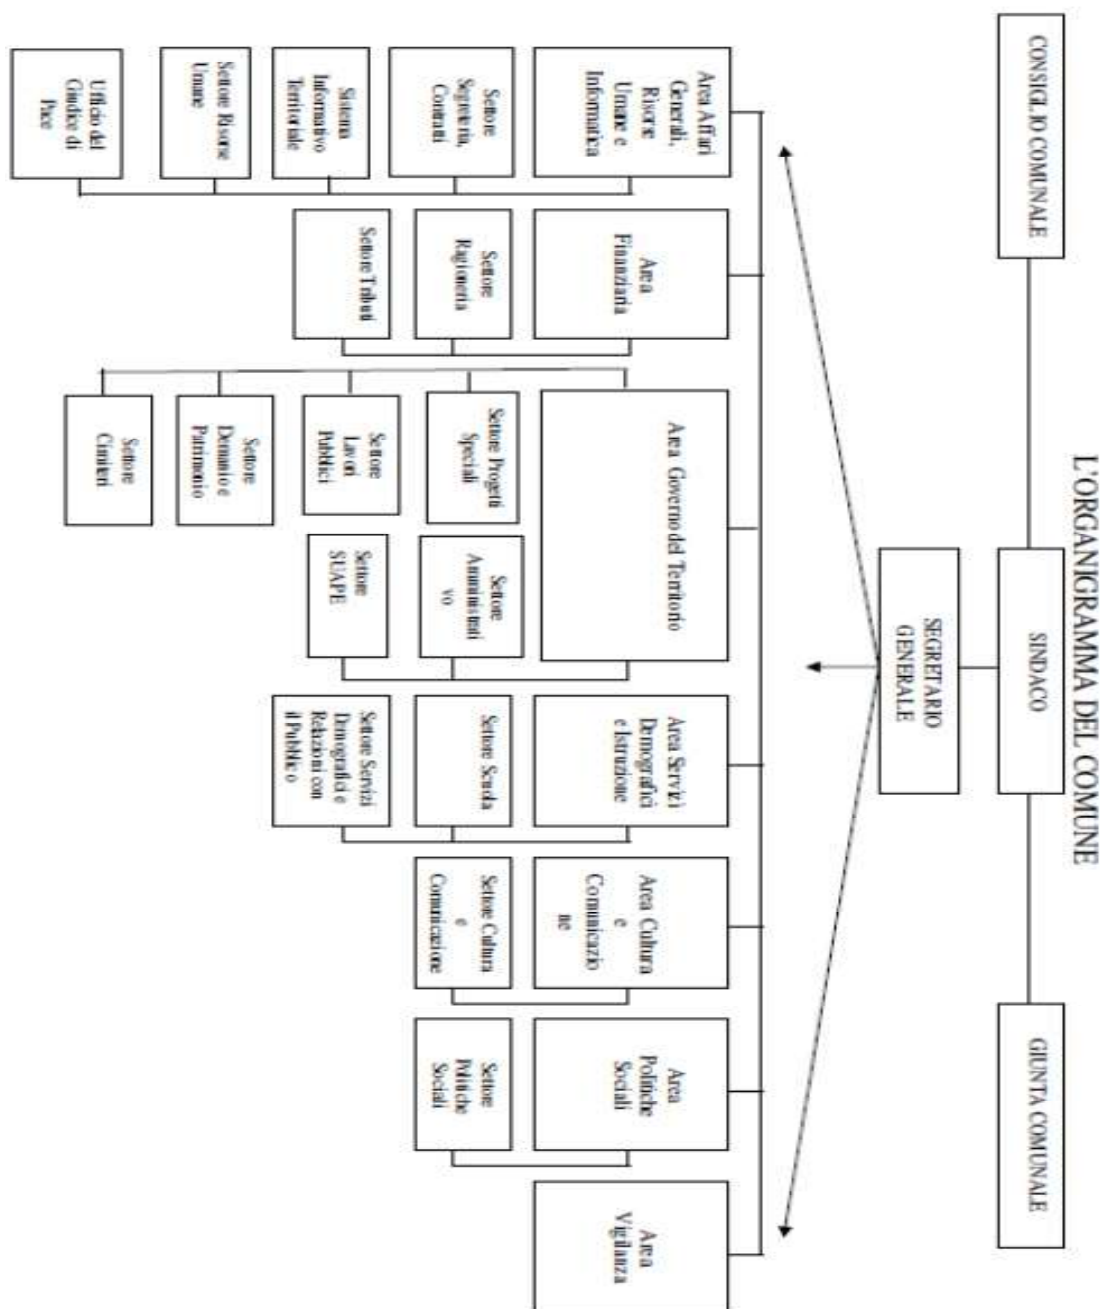 L'ORGANIGRAMMA DEL COMUNE
CONSIGLIO COMUNALE
SINDACO
GIUNTA COMUNALE
SEGRETARIO
GENERALE
Area Affari
Generali,
Risorse
Umane e
Informatica
Area
Finanziaria
Area Governo del Territorio
Area Servizi
Demografici
e Istruzione
Area Cultura
e
Comunicazio
ne
Area
Politiche
Sociali
Area
Vigilanza
Settore
Segreteria,
Contratti
Sistema
Informativo
Territoriale
Settore Risorse
Umane
Ufficio del
Giudice di
Pace
Settore
Ragioneria
Settore Tributi
Settore Progetti
Speciali
Settore
Lavori
Pubblici
Settore
Demanio e
Patrimonio
Settore
Cimiteri
Settore
Amministrati
vo
Settore
SUAPE
Settore Scuola
Settore Servizi
Demografici e
Relazioni con
il Pubblico
Settore Cultura
e
Comunicazione
Settore
Politiche
Sociali